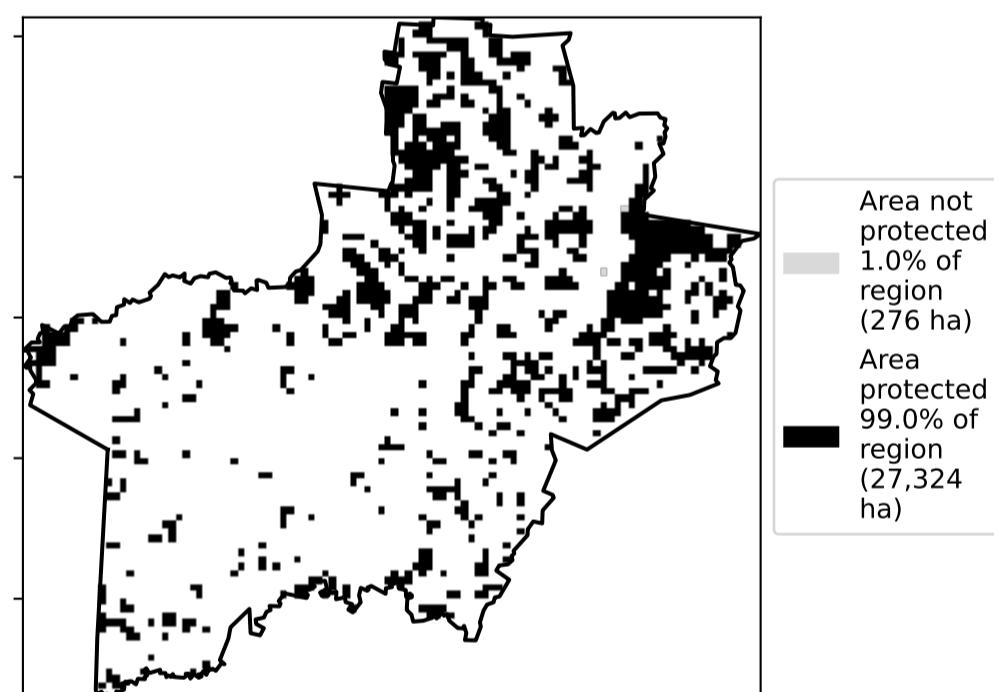 Area not
protected
1.0% of
region
(276 ha)
Area
protected
99.0% of
region
(27,324
ha)